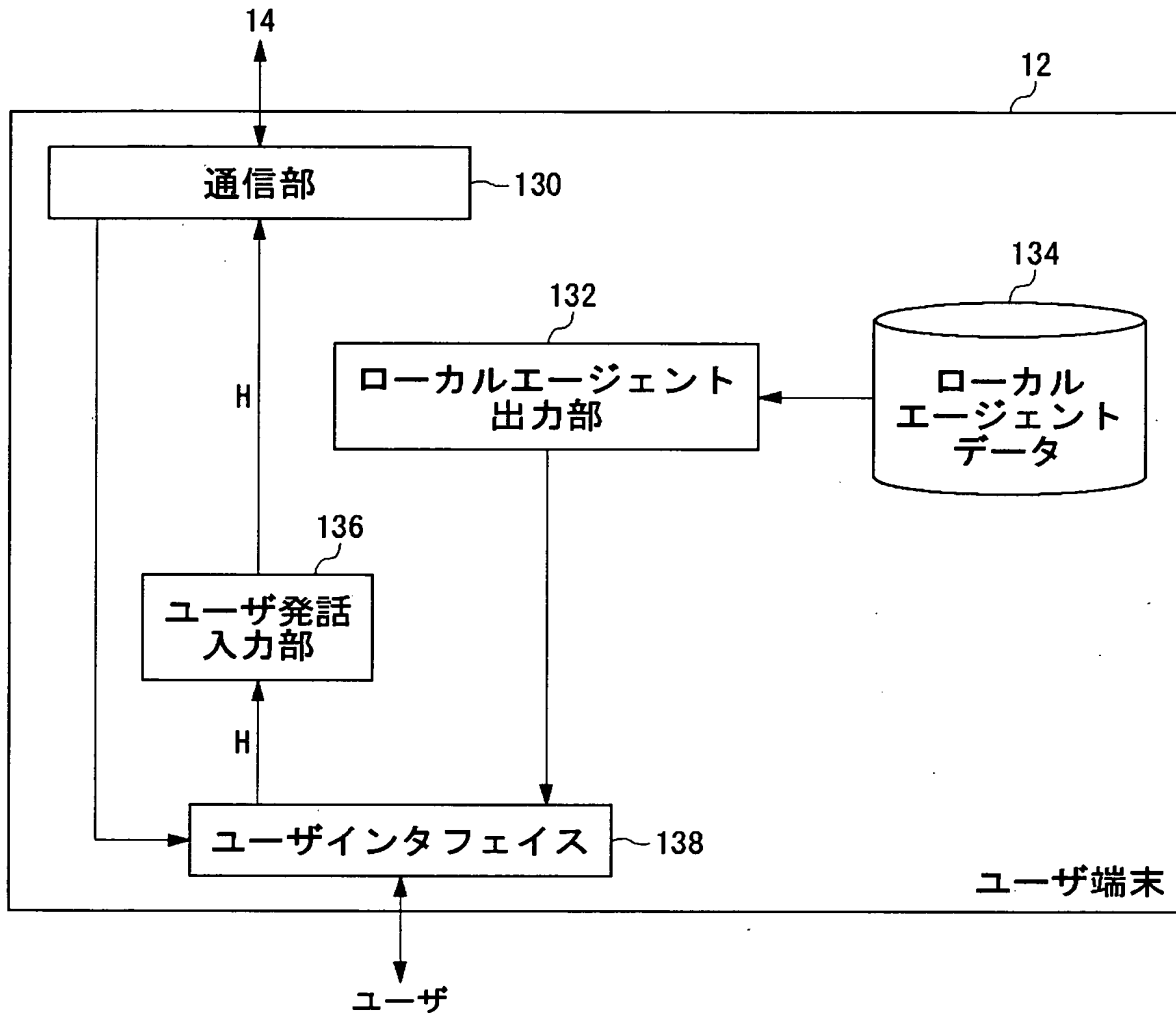 14
12
通信部
130
134
132
ローカルエージェント
出力部
ローカル
エージェント
データ
H
136
ユーザ発話
入力部
H
ユーザインタフェイス
138
ユーザ端末
ユーザ